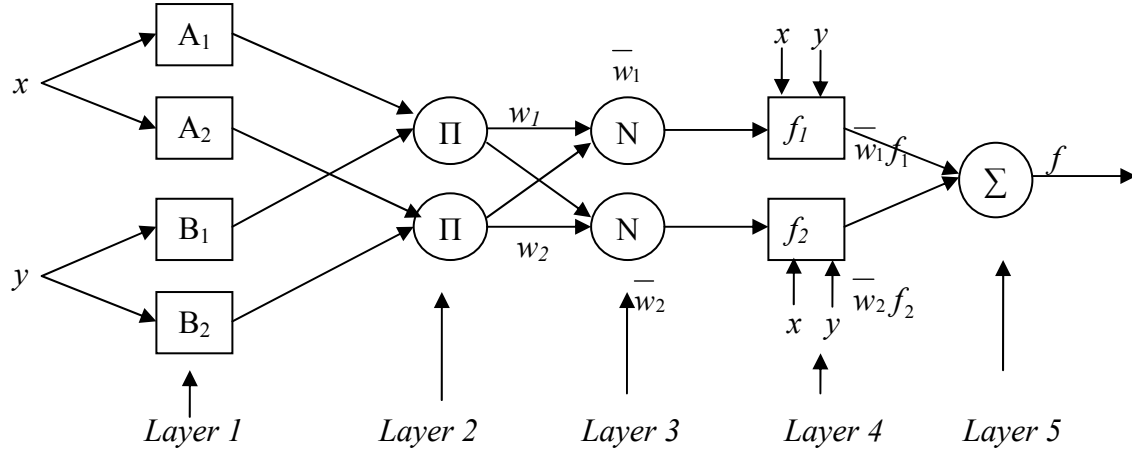 A₁
x
A₂
B₁
y
B₂
Π
Π
w₁
w₂
w̅₁
N
N
w̅₂
x y
f₁
f₂
x y
w̅₁f₁
w̅₂f₂
∑
f
Layer 1 Layer 2 Layer 3 Layer 4 Layer 5